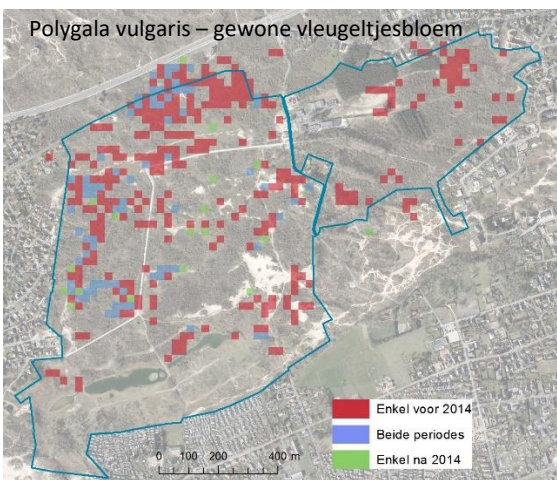 Polygala vulgaris – gewone vleugeltjesbloem
Enkel voor 2014
Beide periodes
Enkel na 2014
0 100 200 400 m